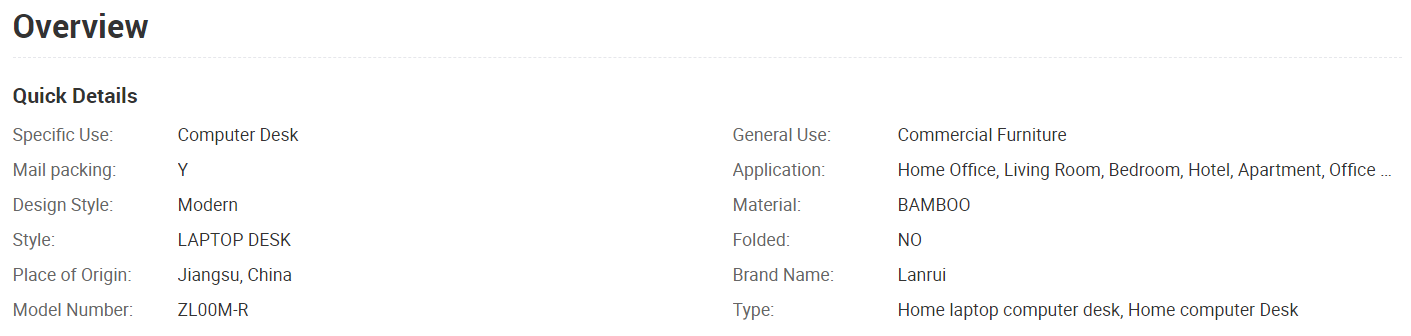 Overview
Quick Details
Specific Use: Computer Desk General Use: Commercial Furniture
Mail packing: Y Application: Home Office, Living Room, Bedroom, Hotel, Apartment, Office ...
Design Style: Modern Material: BAMBOO
Style: LAPTOP DESK Folded: NO
Place of Origin: Jiangsu, China Brand Name: Lanrui
Model Number: ZL00M-R Type: Home laptop computer desk, Home computer Desk